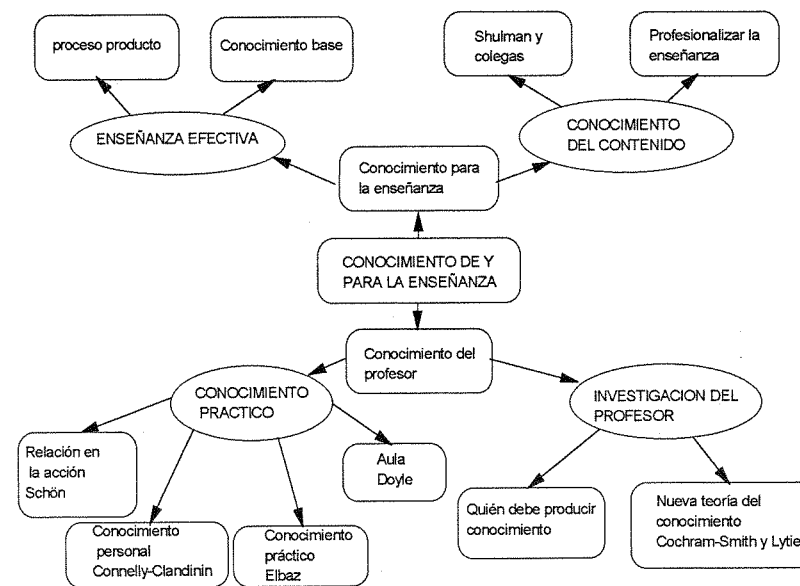 proceso producto
Conocimiento base
Shulman y
colegas
Profesionalizar la
enseñanza
ENSEÑANZA EFECTIVA
CONOCIMIENTO
DEL CONTENIDO
Conocimiento para
la enseñanza
CONOCIMIENTO DE Y
PARA LA ENSEÑANZA
Conocimiento del
profesor
CONOCIMIENTO
PRACTICO
INVESTIGACION DEL
PROFESOR
Relación en
la acción
Schön
Conocimiento
personal
Connelly-Clandinin
Conocimiento
práctico
Elbaz
Aula
Doyle
Quién debe producir
conocimiento
Nueva teoría del
conocimiento
Cochram-Smith y Lytie